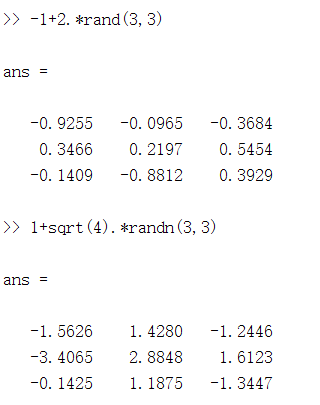 >> -1+2.*rand(3,3)
ans =
-0.9255 -0.0965 -0.3684
0.3466 0.2197 0.5454
-0.1409 -0.8812 0.3929
>> 1+sqrt(4).*randn(3,3)
ans =
-1.5626 1.4280 -1.2446
-3.4065 2.8848 1.6123
-0.1425 1.1875 -1.3447